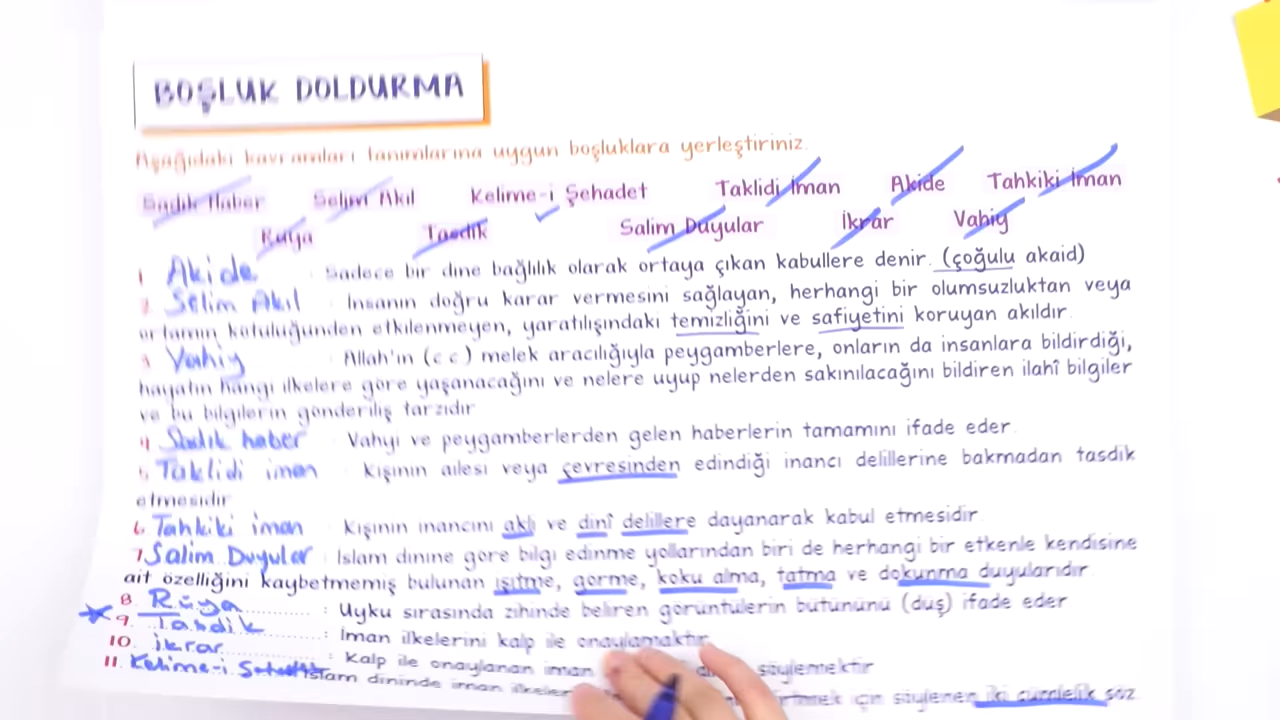 BOŞLUK DOLDURMA
Aşağıdaki kavramları tanımlarına uygun boşluklara yerleştiriniz.
Sadık Haber Selim Akıl Kelime-i Şehadet Taklidi İman Akide Tahkiki İman
Rüya Tasdik Salim Duyular İkrar Vahiy
1. Akide : Sadece bir dine bağlılık olarak ortaya çıkan kabullere denir. (çoğulu akaid)
2. Selim Akıl : İnsanın doğru karar vermesini sağlayan, herhangi bir olumsuzluktan veya
ortamın kötülüğünden etkilenmeyen, yaratılışındaki temizliğini ve safiyetini koruyan akıldır.
3. Vahiy : Allah'ın (c c) melek aracılığıyla peygamberlere, onların da insanlara bildirdiği,
hayatın hangi ilkelere göre yaşanacağını ve nelere uyup nelerden sakınılacağını bildiren ilahî bilgiler
ve bu bilgilerin gönderiliş tarzıdır
4. Sadık haber : Vahyi ve peygamberlerden gelen haberlerin tamamını ifade eder.
5. Taklidi iman : Kişinin ailesi veya çevresinden edindiği inancı delillerine bakmadan tasdik
etmesidir
6. Tahkiki iman : Kişinin inancını aklî ve dinî delillere dayanarak kabul etmesidir.
7. Salim Duyular : İslam dinine göre bilgi edinme yollarından biri de herhangi bir etkenle kendisine
ait özelliğini kaybetmemiş bulunan işitme, görme, koku alma, tatma ve dokunma duyularıdır.
8. Rüya : Uyku sırasında zihinde beliren görüntülerin bütününü (düş) ifade eder
9. Tasdik : İman ilkelerini kalp ile onaylamaktır.
10. ikrar : Kalp ile onaylanan iman söylemektir
11. Kelime-i Şehadet İslam dininde iman için söylenen iki cümlelik söz